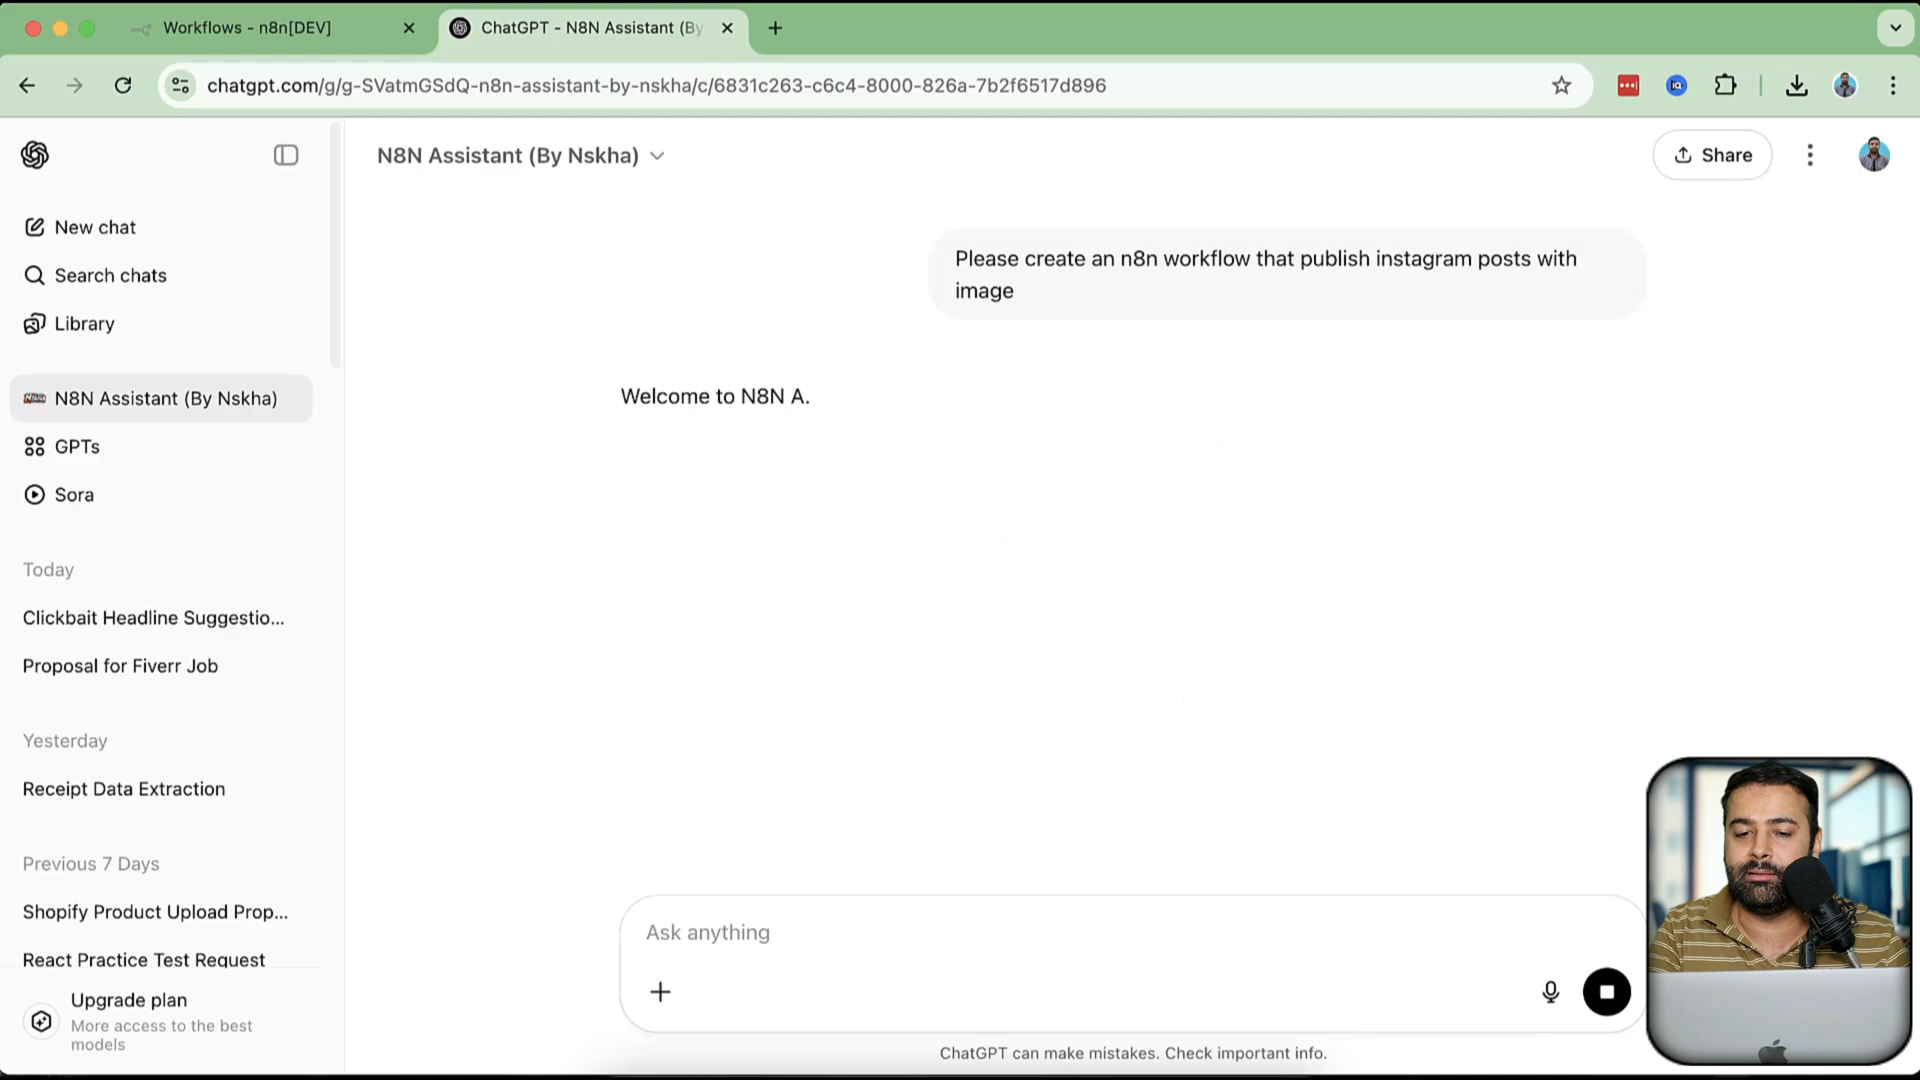 Workflows - n8n[DEV]
ChatGPT - N8N Assistant (By
chatgpt.com/g/g-SVatmGSdQ-n8n-assistant-by-nskha/c/6831c263-c6c4-8000-826a-7b2f6517d896
N8N Assistant (By Nskha)
Share
New chat
Search chats
Library
N8N Assistant (By Nskha)
GPTs
Sora
Today
Clickbait Headline Suggestio...
Proposal for Fiverr Job
Yesterday
Receipt Data Extraction
Previous 7 Days
Shopify Product Upload Prop...
React Practice Test Request
Upgrade plan
More access to the best
models
Please create an n8n workflow that publish instagram posts with
image
Welcome to N8N A.
Ask anything
ChatGPT can make mistakes. Check important info.